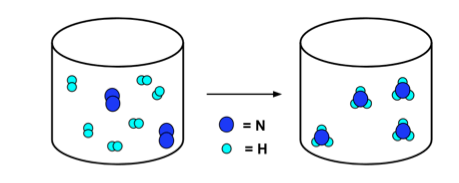 = N
= H